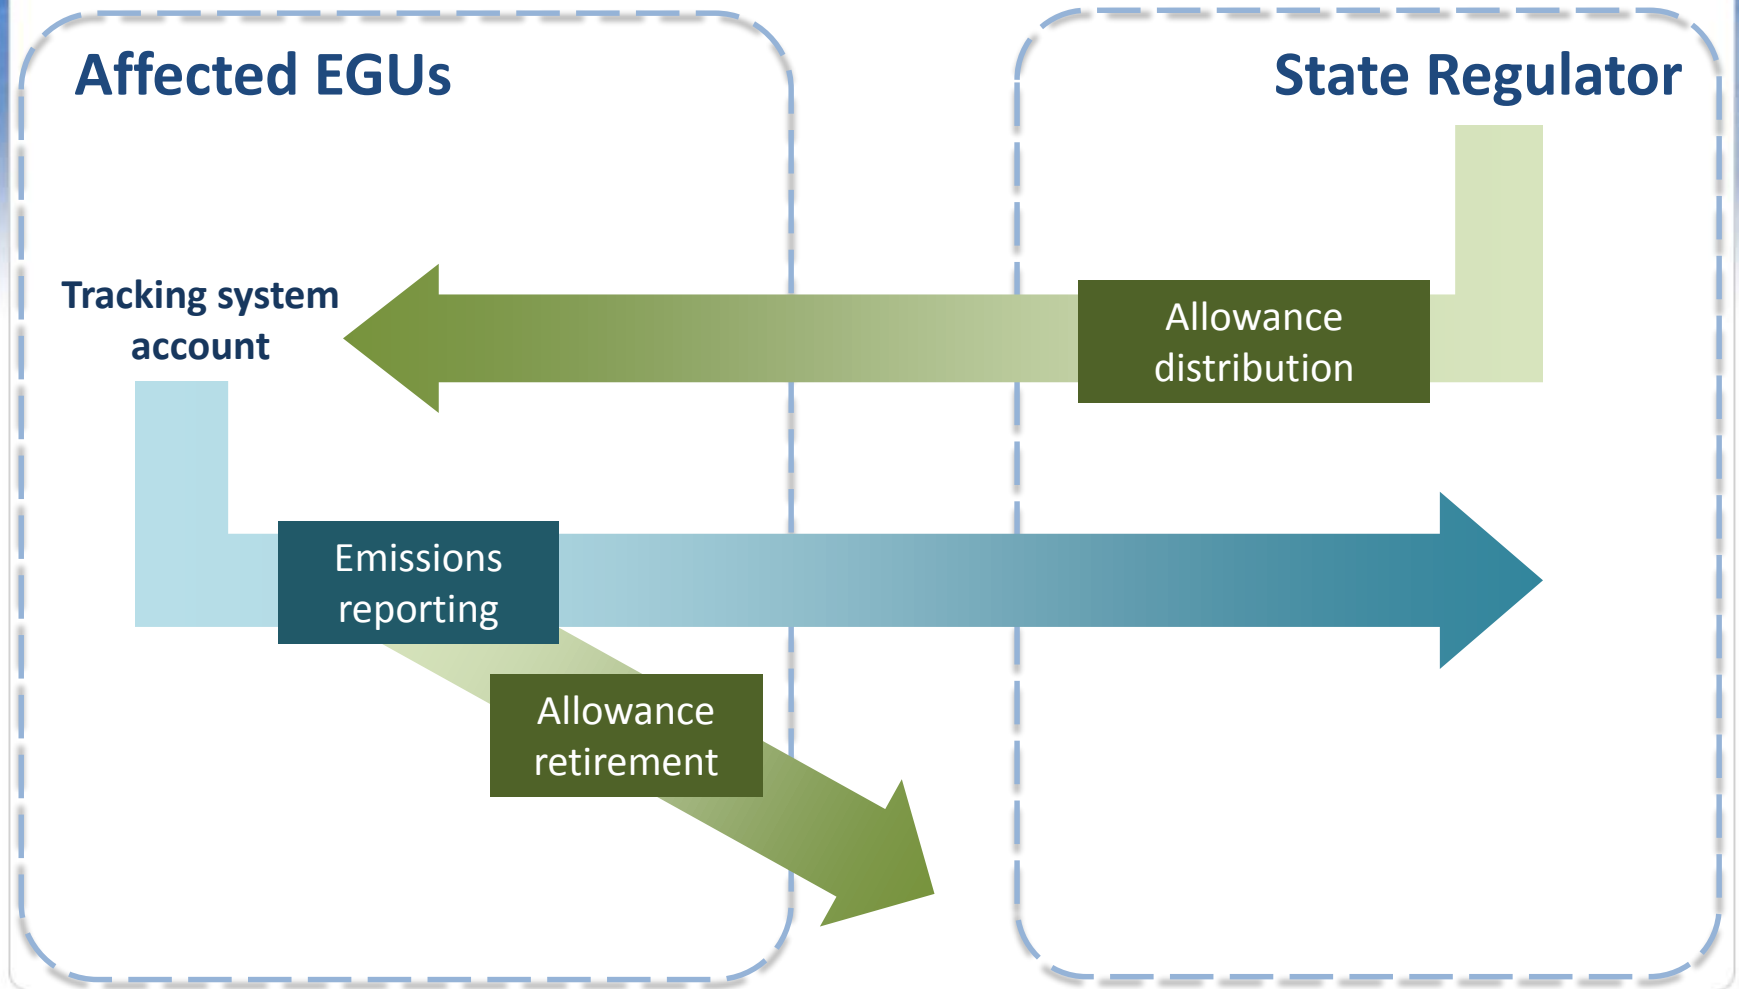 Affected EGUs
State Regulator
Tracking system
account
Allowance
distribution
Emissions
reporting
Allowance
retirement